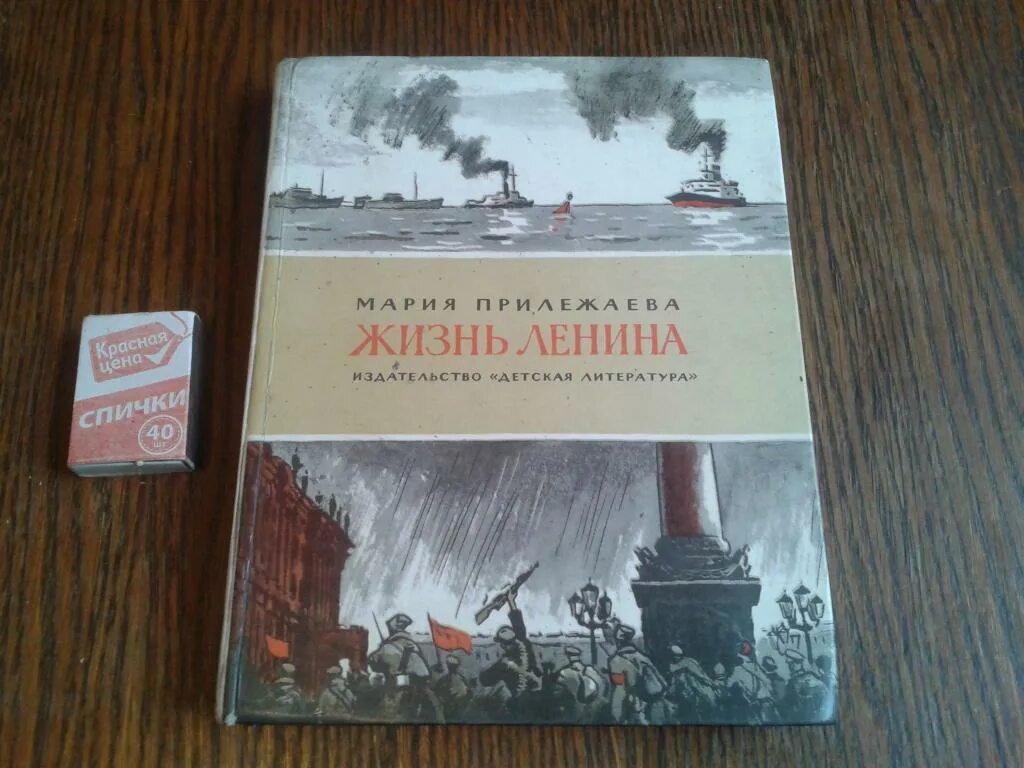 МАРИЯ ПРИЛЕЖАЕВА
ЖИЗНЬ ЛЕНИНА
ИЗДАТЕЛЬСТВО «ДЕТСКАЯ ЛИТЕРАТУРА»
Красная
цена
СПИЧКИ
40
шт